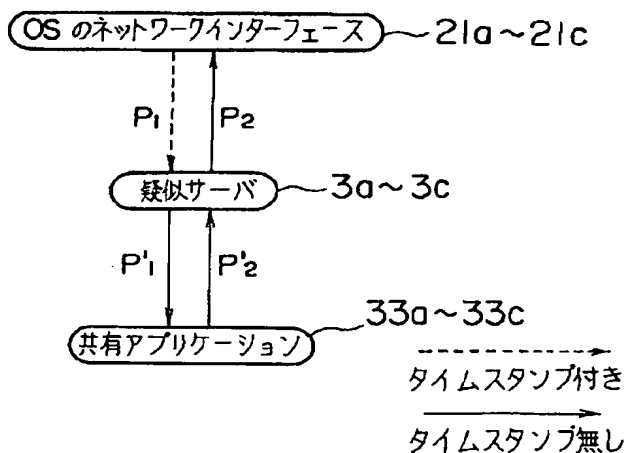 OSのネットワークインターフェース
21a～21c
P1
P2
疑似サーバ
3a～3c
P'1
P'2
共有アプリケーション
33a～33c
タイムスタンプ付き
タイムスタンプ無し